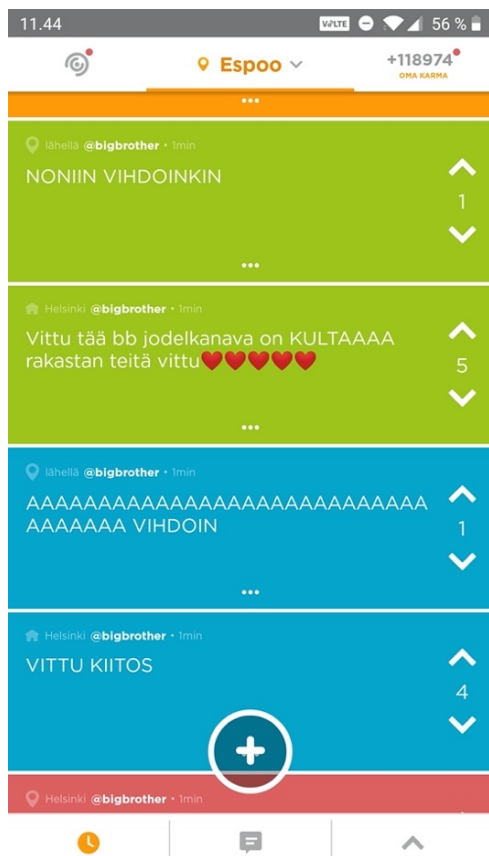 11.44
VoLTE
56 %
Espoo
+118974
OMA KARMA
lähellä @bigbrother • 1min
NONIIN VIHDOINKIN
1
Helsinki @bigbrother • 1min
Vittu tää bb jodelkanava on KULTAAAA
rakastan teitä vittu❤️❤️❤️❤️❤️
5
lähellä @bigbrother • 1min
AAAAAAAAAAAAAAAAAAAAAAAAAAAA
AAAAAAA VIHDOIN
1
Helsinki @bigbrother • 1min
VITTU KIITOS
4
Helsinki @bigbrother • 1min